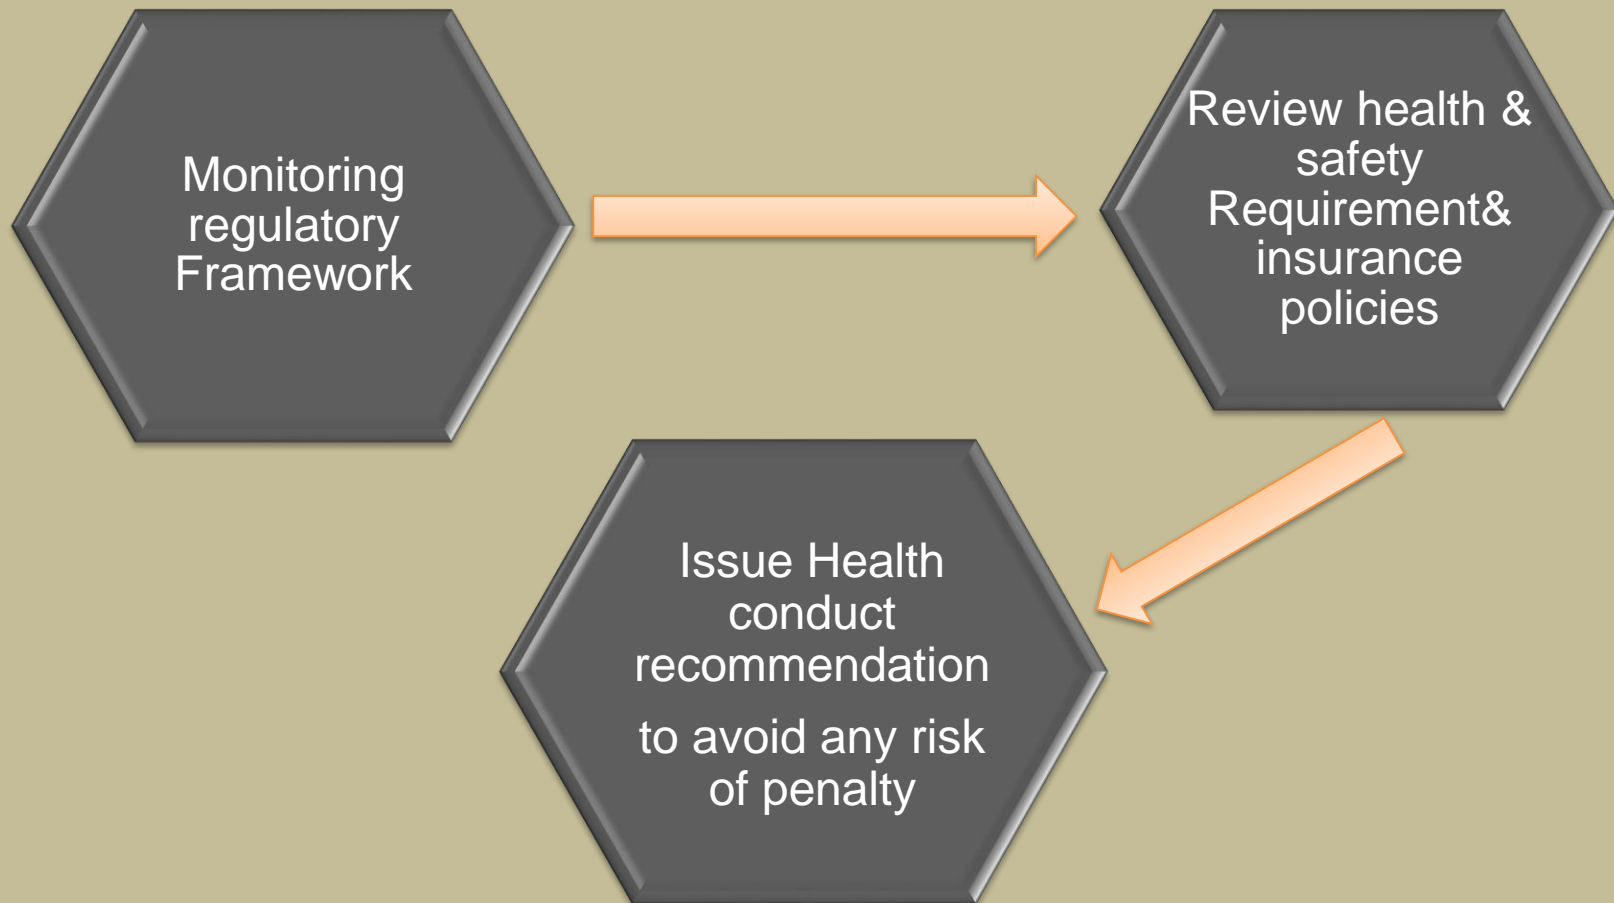 Monitoring
regulatory
Framework
Review health &
safety
Requirement&
insurance
policies
Issue Health
conduct
recommendation
to avoid any risk
of penalty